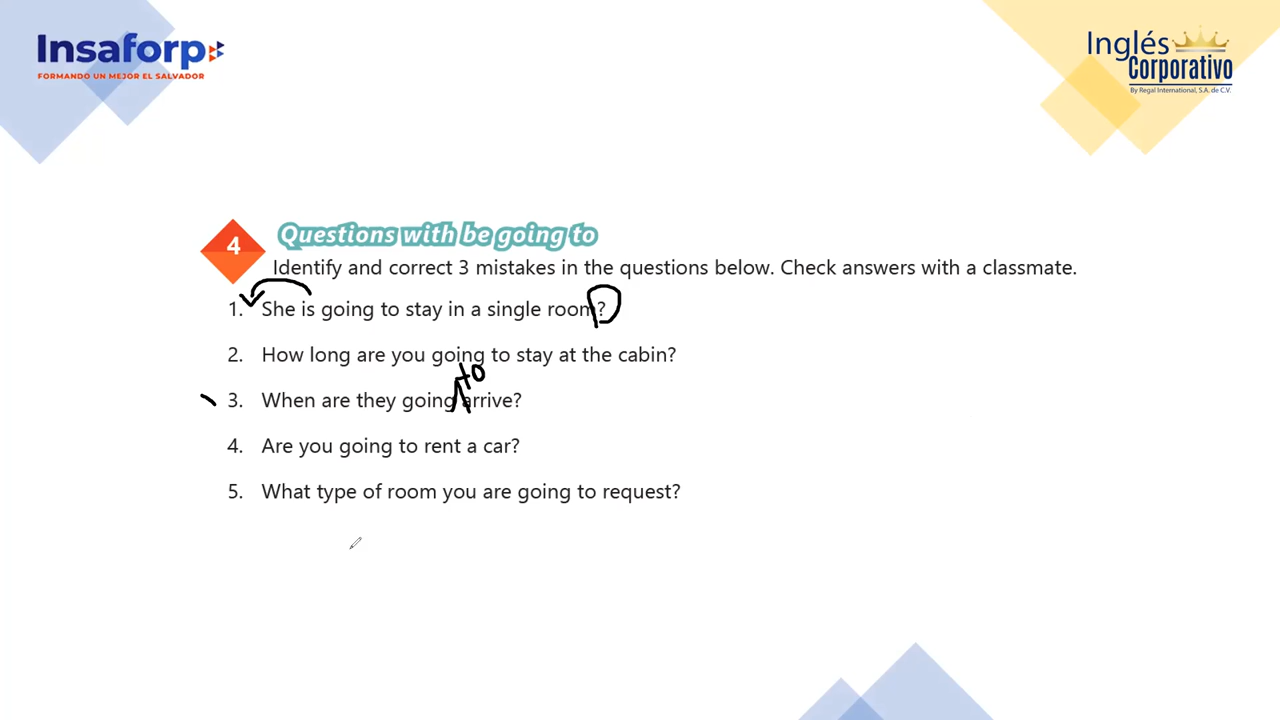 Insaforp
FORMANDO UN MEJOR EL SALVADOR
Inglés
Corporativo
By Regal International, S.A. de C.V.
4
Questions with be going to
Identify and correct 3 mistakes in the questions below. Check answers with a classmate.
1. She is going to stay in a single room?
2. How long are you going to stay at the cabin?
to
3. When are they going arrive?
4. Are you going to rent a car?
5. What type of room you are going to request?